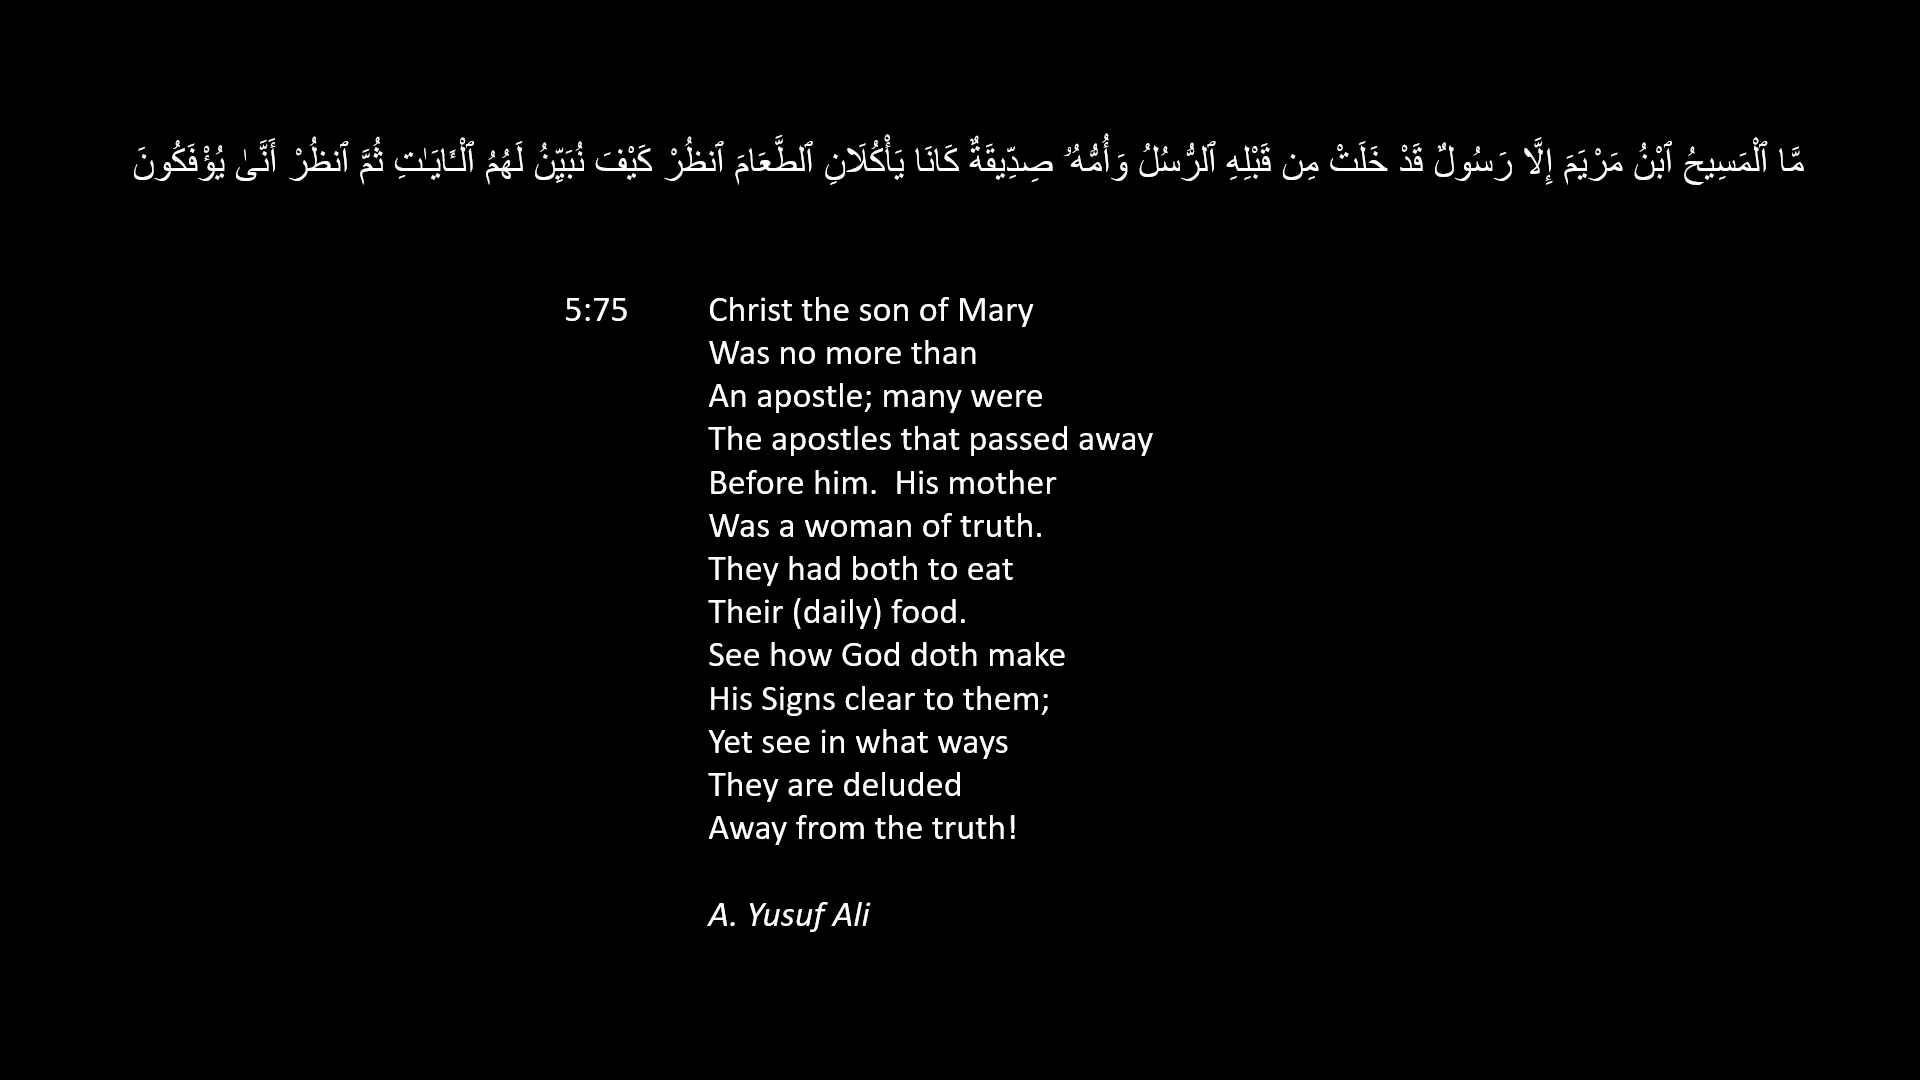 مَّا ٱلْمَسِيحُ ٱبْنُ مَرْيَمَ إِلَّا رَسُولٌ قَدْ خَلَتْ مِن قَبْلِهِ ٱلرُّسُلُ وَأُمُّهُۥ صِدِّيقَةٌ كَانَا يَأْكُلَانِ ٱلطَّعَامَ ٱنظُرْ كَيْفَ نُبَيِّنُ لَهُمُ ٱلْـَٔايَـٰتِ ثُمَّ ٱنظُرْ أَنَّىٰ يُؤْفَكُونَ
5:75 Christ the son of Mary
Was no more than
An apostle; many were
The apostles that passed away
Before him.  His mother
Was a woman of truth.
They had both to eat
Their (daily) food.
See how God doth make
His Signs clear to them;
Yet see in what ways
They are deluded
Away from the truth!
A. Yusuf Ali